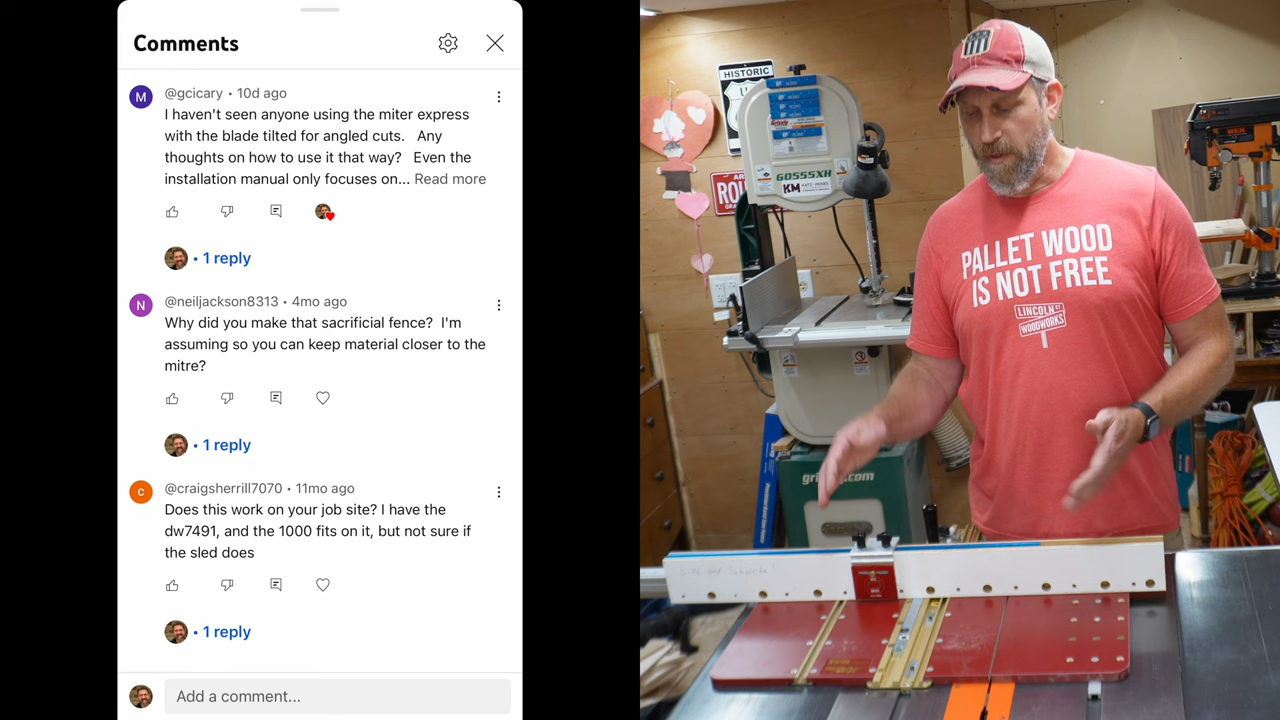 Comments
M
@gcicary • 10d ago
I haven't seen anyone using the miter express
with the blade tilted for angled cuts. Any
thoughts on how to use it that way? Even the
installation manual only focuses on... Read more
• 1 reply
N
@neiljackson8313 • 4mo ago
Why did you make that sacrificial fence? I'm
assuming so you can keep material closer to the
mitre?
• 1 reply
C
@craigsherrill7070 • 11mo ago
Does this work on your job site? I have the
dw7491, and the 1000 fits on it, but not sure if
the sled does
• 1 reply
Add a comment...
HISTORIC
G0555XH
KM
WEN
PALLET WOOD
IS NOT FREE
LINCOLN ST
WOODWORKS